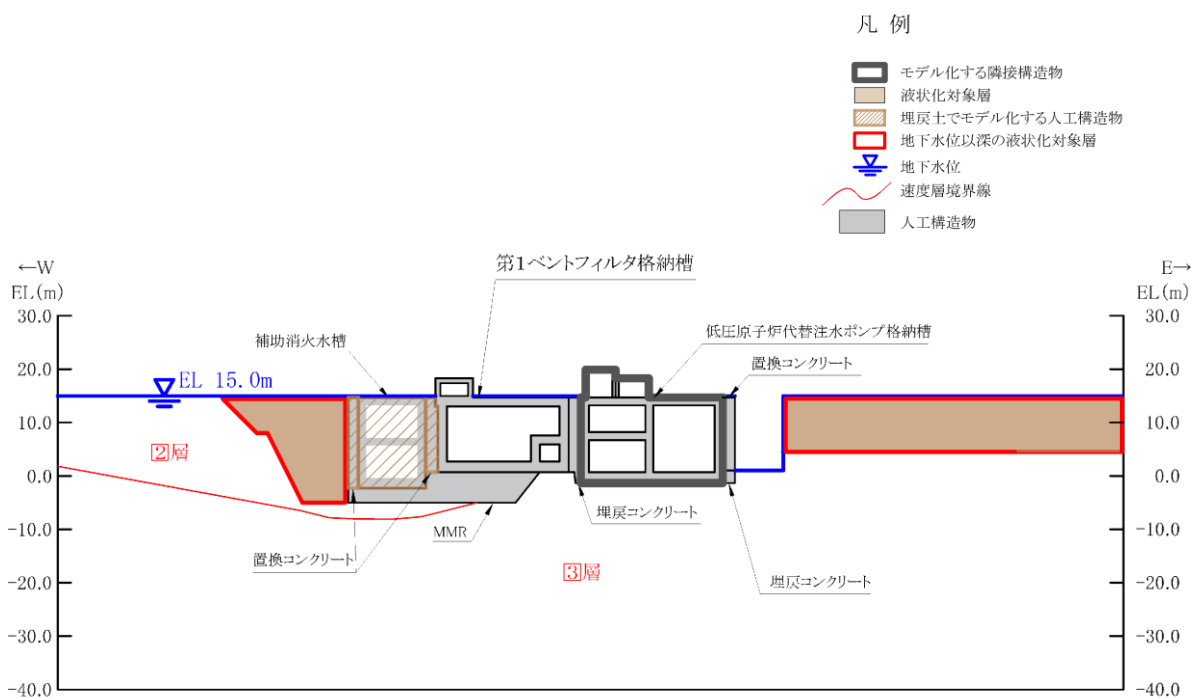 凡 例
モデル化する隣接構造物
液状化対象層
埋戻土でモデル化する人工構造物
地下水位以深の液状化対象層
地下水位
速度層境界線
人工構造物
←W
EL(m)
E→
EL(m)
第1ベントフィルタ格納槽
補助消火水槽
低圧原子炉代替注水ポンプ格納槽
置換コンクリート
EL 15.0m
②層
30.0
20.0
10.0
0.0
-10.0
-20.0
-30.0
-40.0
30.0
20.0
10.0
0.0
-10.0
-20.0
-30.0
-40.0
埋戻コンクリート
MMR
置換コンクリート
③層
埋戻コンクリート